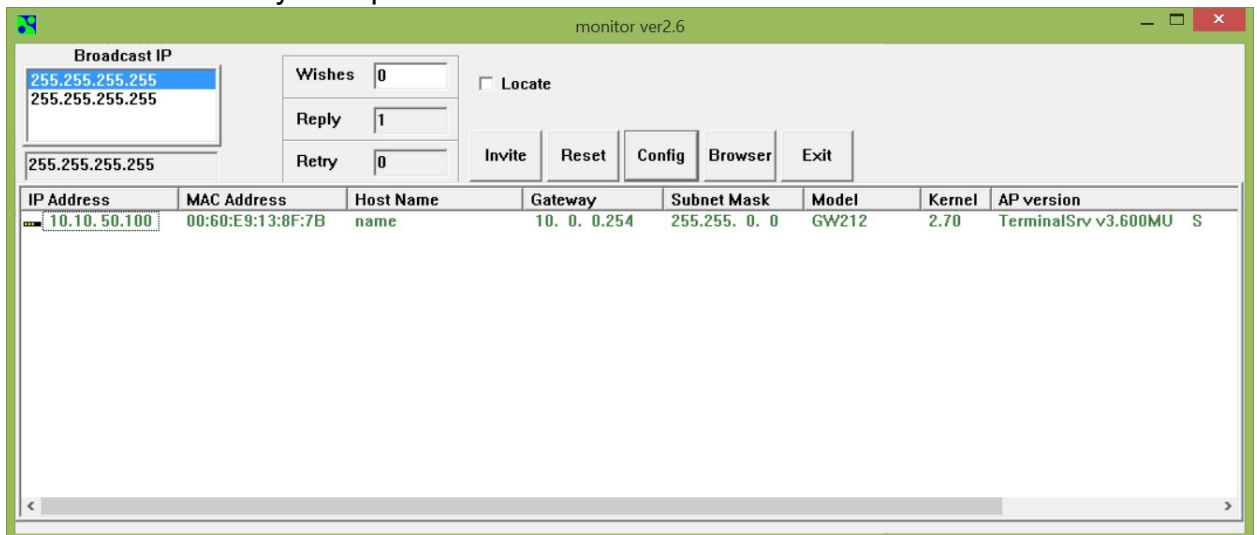 monitor ver2.6
Broadcast IP
255.255.255.255
255.255.255.255
255.255.255.255
Wishes 0
Reply 1
Retry 0
Locate
Invite Reset Config Browser Exit
IP Address MAC Address Host Name Gateway Subnet Mask Model Kernel AP version
10.10. 50.100 00:60:E9:13:8F:7B name 10. 0. 0.254 255.255. 0. 0 GW212 2.70 TerminalSrv v3.600MU S